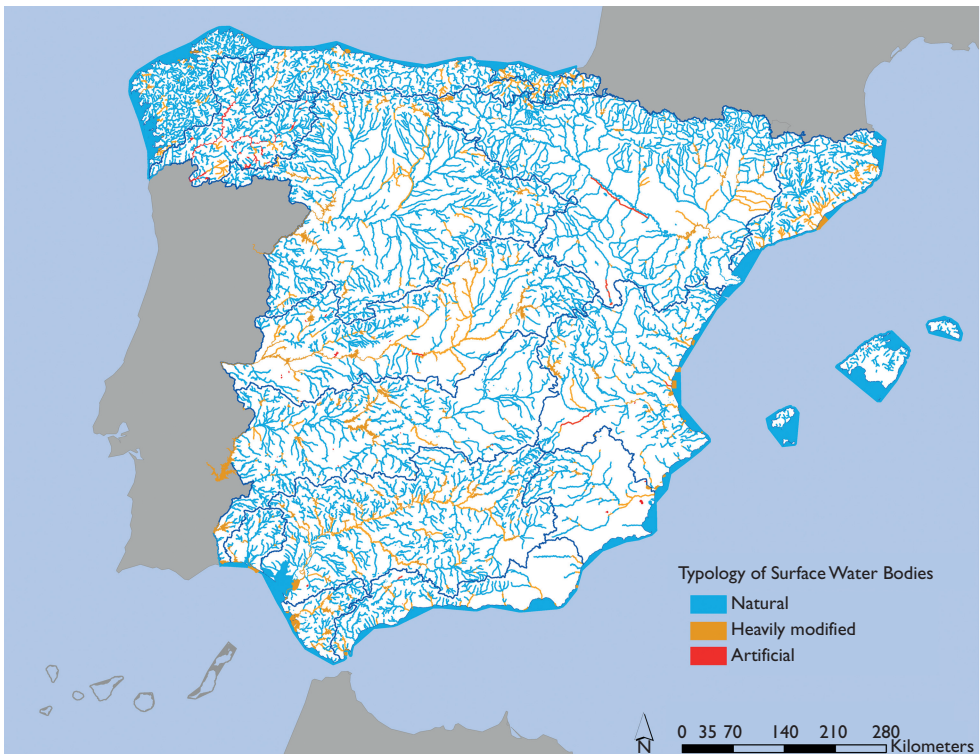 Typology of Surface Water Bodies
Natural
Heavily modified
Artificial
N
0 35 70 140 210 280
Kilometers